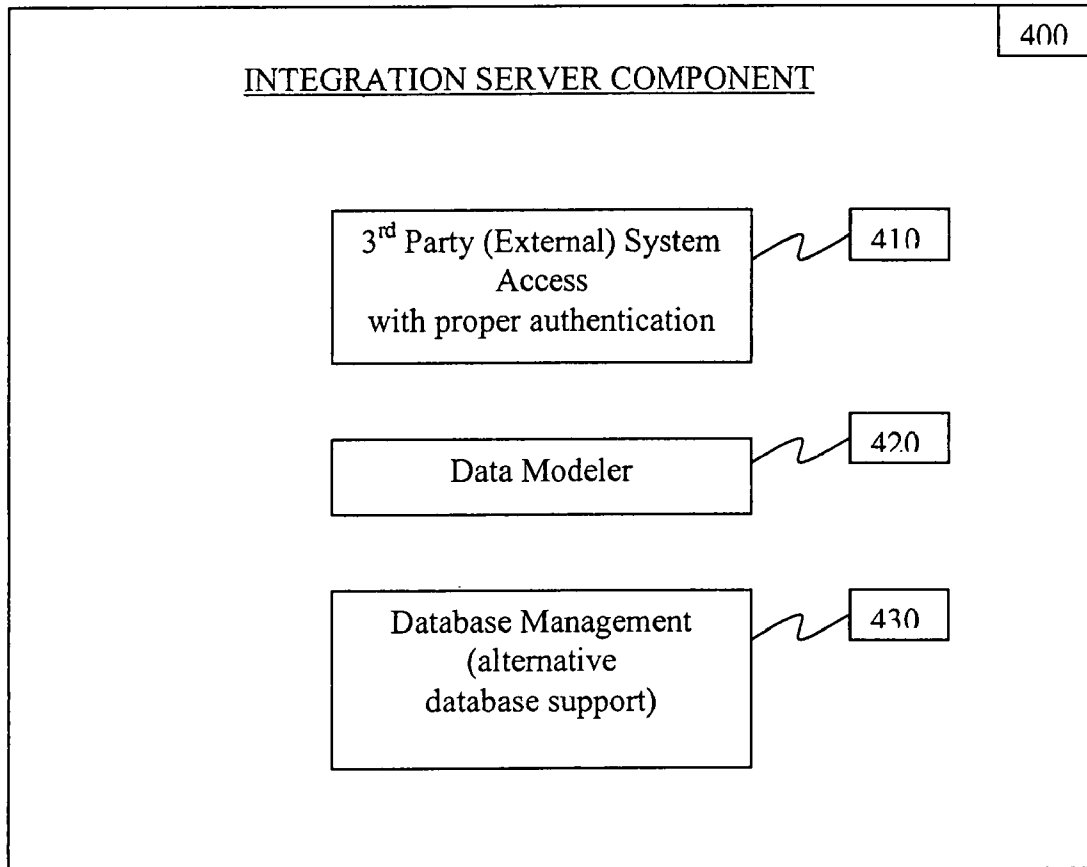 400
INTEGRATION SERVER COMPONENT
3rd Party (External) System
Access
with proper authentication
410
Data Modeler
420
Database Management
(alternative
database support)
430